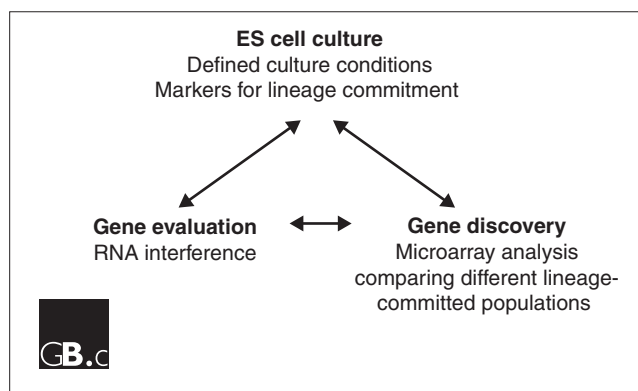 ES cell culture
Defined culture conditions
Markers for lineage commitment
Gene evaluation
RNA interference
Gene discovery
Microarray analysis
comparing different lineage-
committed populations
GB.c